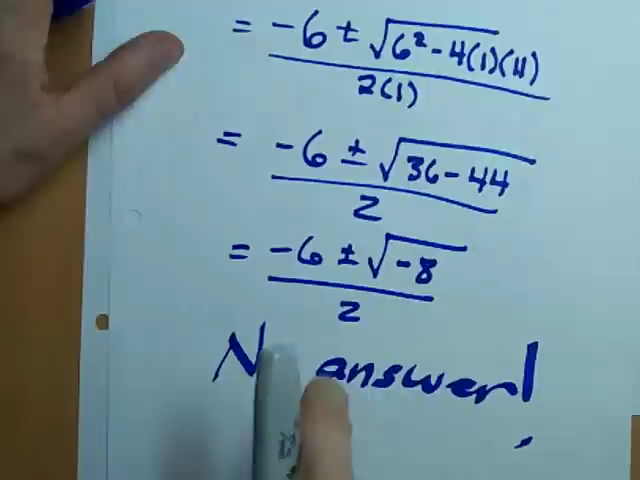 = -6 ± √6² - 4(1)(11)
2(1)
= -6 ± √36 - 44
2
= -6 ± √-8
2
N answer!